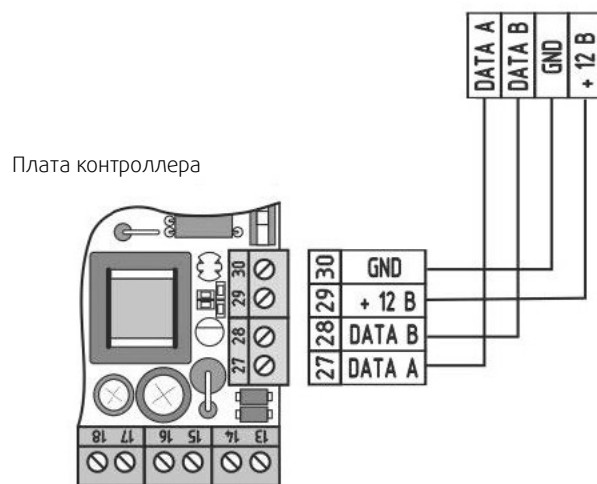 DATA A
DATA B
GND
+ 12 В
Плата контроллера
30
29
28
27
30 GND
29 + 12 В
28 DATA B
27 DATA A
18 17 16 15 14 13